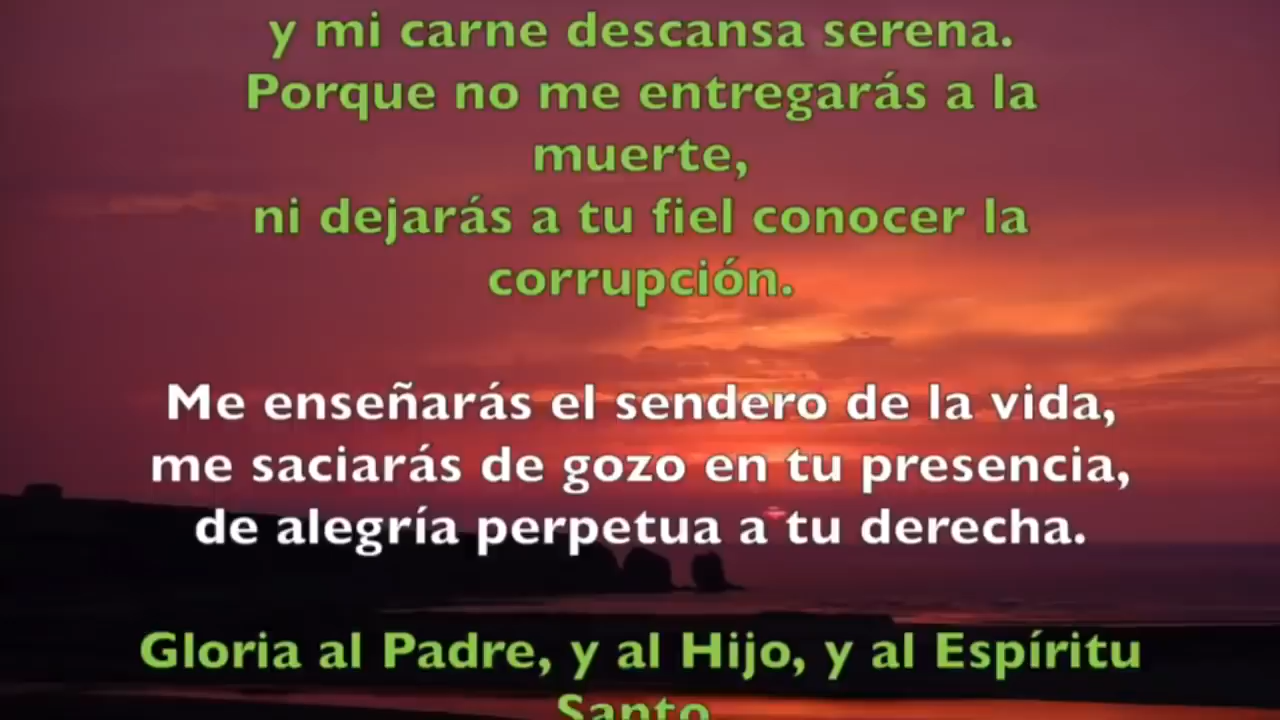 y mi carne descansa serena.
Porque no me entregarás a la
muerte,
ni dejarás a tu fiel conocer la
corrupción.
Me enseñarás el sendero de la vida,
me saciarás de gozo en tu presencia,
de alegría perpetua a tu derecha.
Gloria al Padre, y al Hijo, y al Espíritu
Santo